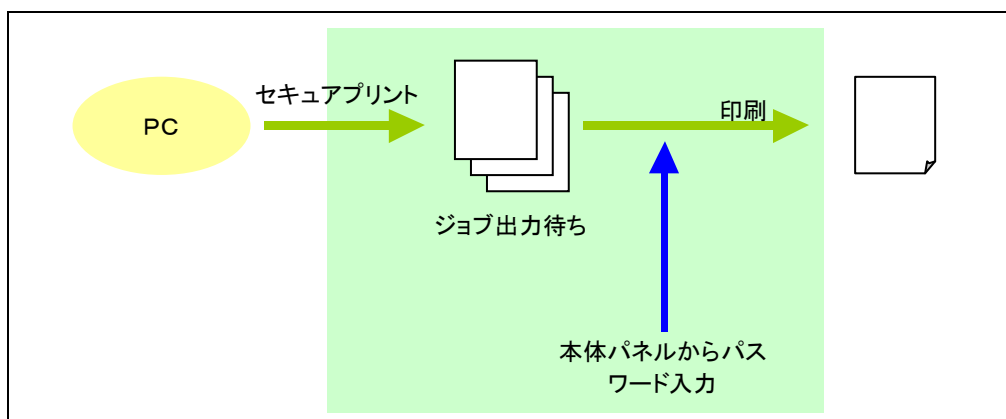 PC
セキュアプリント
印刷
ジョブ出力待ち
本体パネルからパス
ワード入力